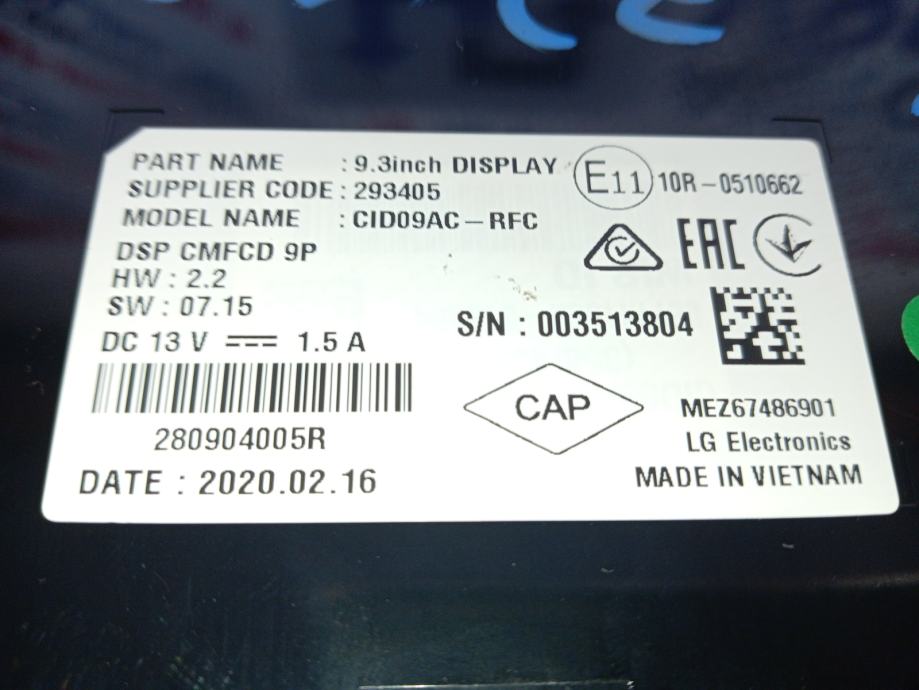 PART NAME : 9.3inch DISPLAY
SUPPLIER CODE : 293405
MODEL NAME : CID09AC-RFC
DSP CMFCD 9P
HW : 2.2
SW : 07.15
DC 13 V 1.5 A
280904005R
DATE : 2020.02.16
E11 10R-0510662
EAC
S/N : 003513804
CAP
MEZ67486901
LG Electronics
MADE IN VIETNAM